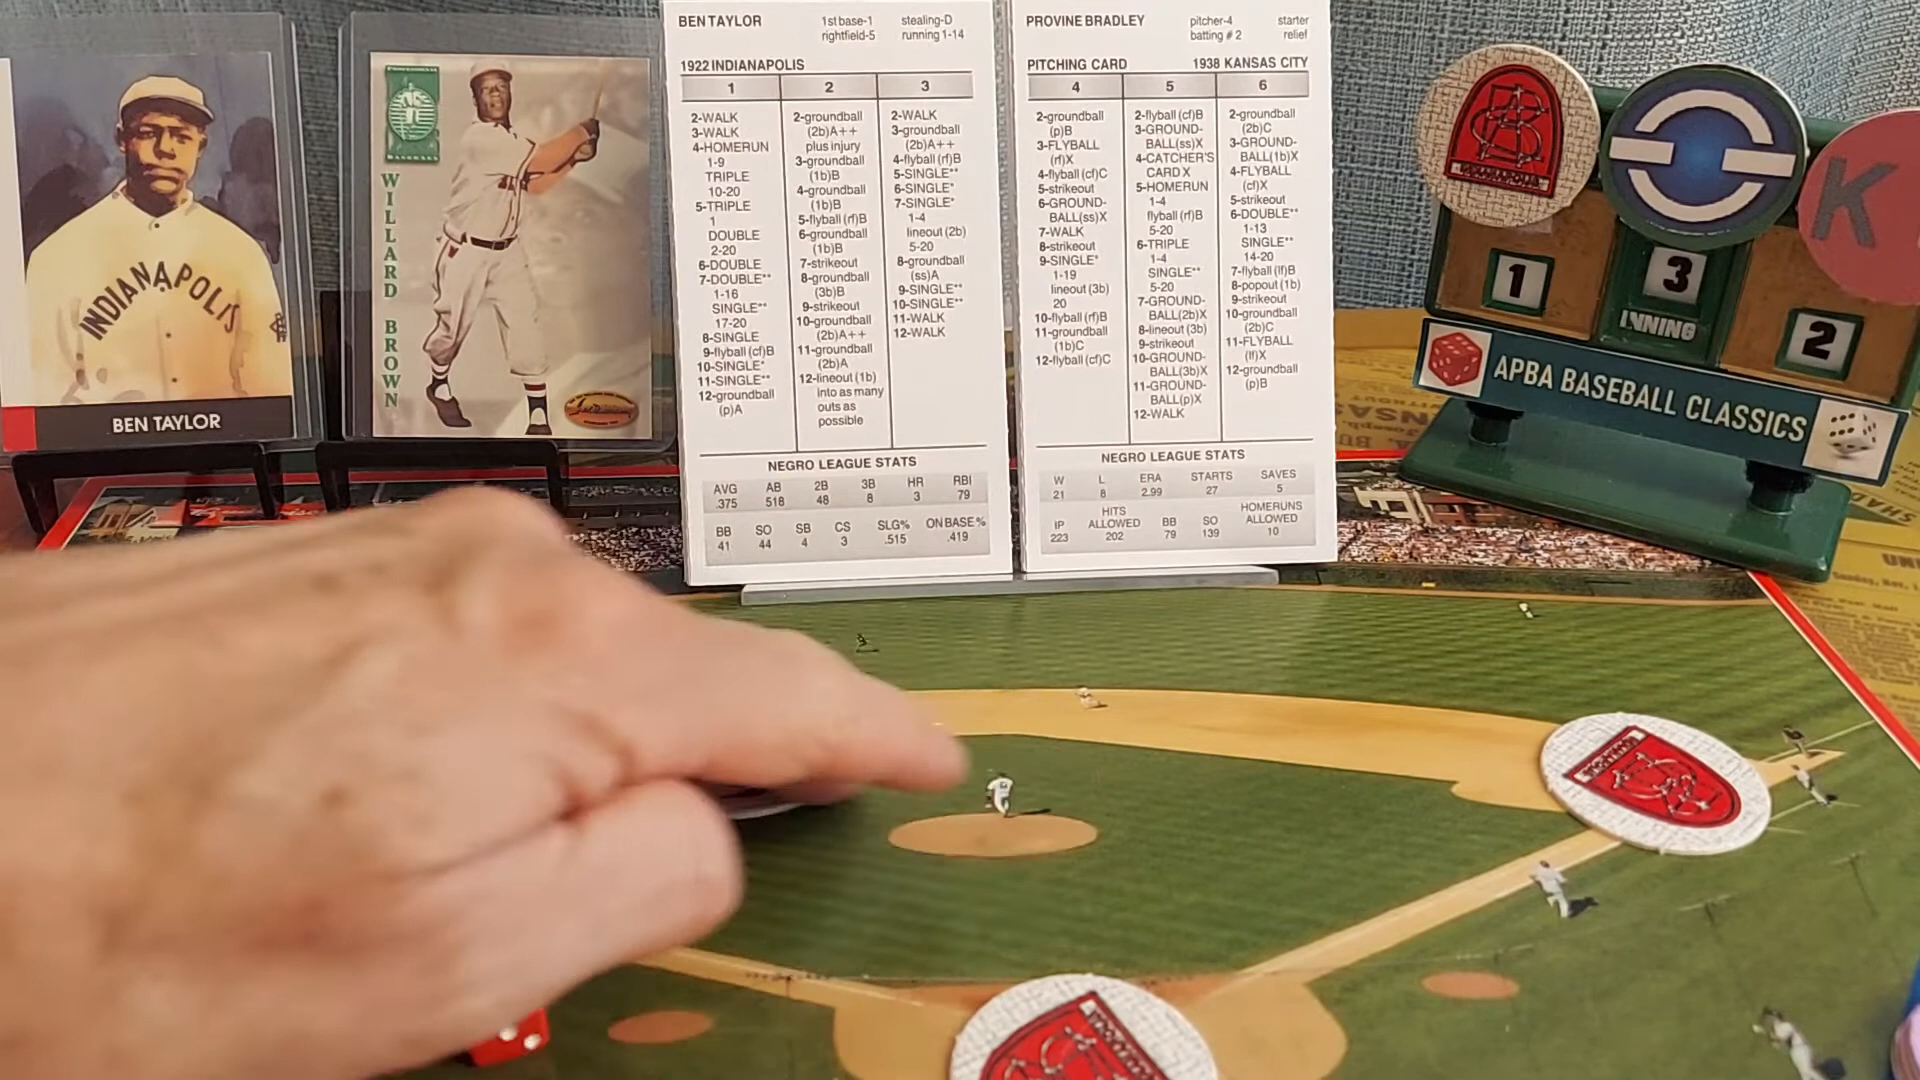 INDIANAPOLIS
BEN TAYLOR
WILLARD BROWN
BEN TAYLOR
1st base-1 stealing-D
rightfield-5 running 1-14
1922 INDIANAPOLIS
1 2 3
2-WALK
3-WALK
4-HOMERUN
1-9
TRIPLE
10-20
5-TRIPLE
1
DOUBLE
2-20
6-DOUBLE
7-DOUBLE**
1-16
SINGLE**
17-20
8-SINGLE
9-flyball (cf)B
10-SINGLE*
11-SINGLE**
12-groundball
(p)A
2-groundball
(2b)A++
plus injury
3-groundball
(1b)B
4-groundball
(1b)B
5-flyball (rf)B
6-groundball
(1b)B
7-strikeout
8-groundball
(3b)B
9-strikeout
10-groundball
(2b)A++
11-groundball
(2b)A
12-lineout (1b)
into as many
outs as
possible
2-WALK
3-groundball
(2b)A++
4-flyball (rf)B
5-SINGLE**
6-SINGLE*
7-SINGLE*
1-4
lineout (2b)
5-20
8-groundball
(ss)A
9-SINGLE**
10-SINGLE**
11-WALK
12-WALK
NEGRO LEAGUE STATS
AVG AB 2B 3B HR RBI
.375 518 48 8 3 79
BB SO SB CS SLG% ON BASE%
41 44 4 3 .515 .419
PROVINE BRADLEY
pitcher-4 starter
batting # 2 relief
PITCHING CARD 1938 KANSAS CITY
4 5 6
2-groundball
(p)B
3-FLYBALL
(rf)X
4-flyball (cf)C
5-strikeout
6-GROUND-
BALL(ss)X
7-WALK
8-strikeout
9-SINGLE*
1-19
lineout (3b)
20
10-flyball (rf)B
11-groundball
(1b)C
12-flyball (cf)C
2-flyball (cf)B
3-GROUND-
BALL(ss)X
4-CATCHER'S
CARD X
5-HOMERUN
1-4
flyball (rf)B
5-20
6-TRIPLE
1-4
SINGLE**
5-20
7-GROUND-
BALL(2b)X
8-lineout (3b)
9-strikeout
10-GROUND-
BALL(3b)X
11-GROUND-
BALL(p)X
12-WALK
2-groundball
(2b)C
3-GROUND-
BALL(1b)X
4-FLYBALL
(cf)X
5-strikeout
6-DOUBLE**
1-13
SINGLE**
14-20
7-flyball (lf)B
8-popout (1b)
9-strikeout
10-groundball
(2b)C
11-FLYBALL
(lf)X
12-groundball
(p)B
NEGRO LEAGUE STATS
W L ERA STARTS SAVES
21 8 2.99 27 5
IP HITS ALLOWED BB SO HOMERUNS ALLOWED
223 202 79 139 10
K
1 3 2
INNING
APBA BASEBALL CLASSICS